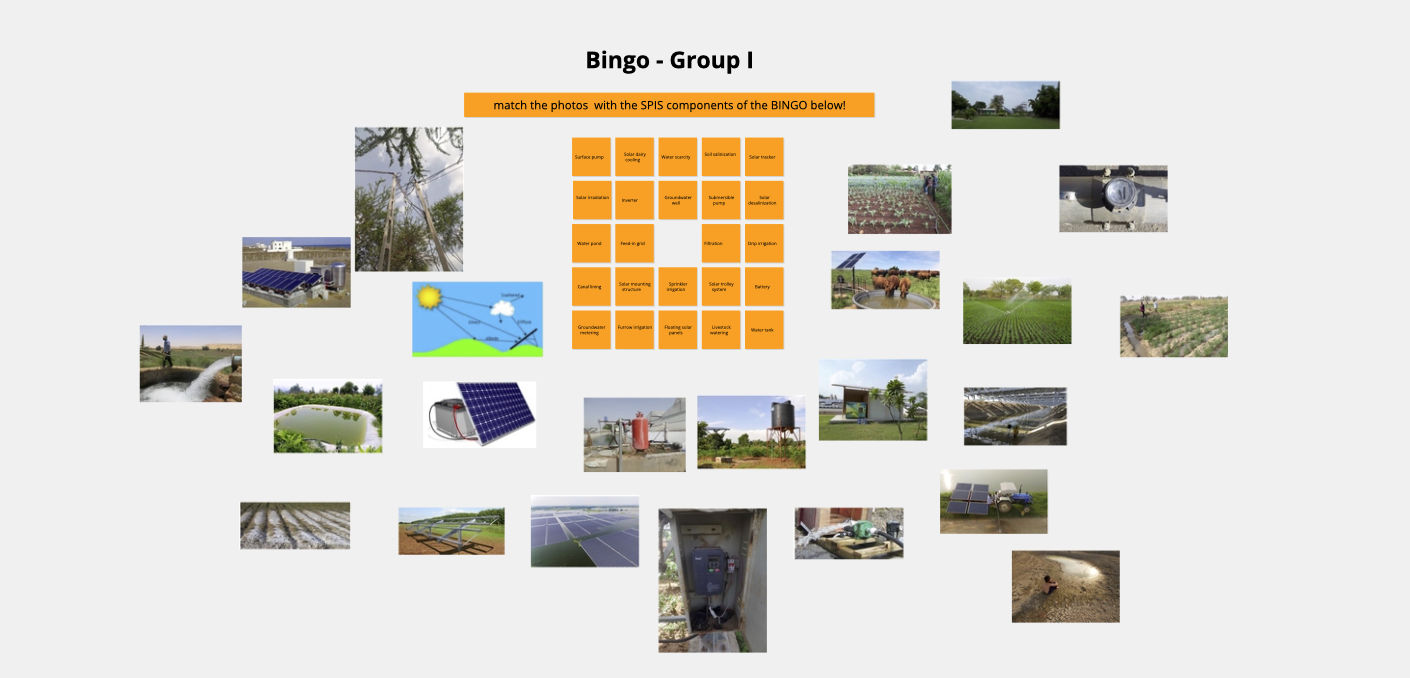 Bingo - Group I
match the photos with the SPIS components of the BINGO below!
Surface pump
Solar dairy
cooling
Water scarcity
Soil salinization
Solar tracker
Solar irradiation
Inverter
Groundwater
well
Submersible
pump
Solar
desalinization
Water pond
Feed-in grid
Filtration
Drip irrigation
Canal lining
Solar mounting
structure
Sprinkler
irrigation
Solar trolley
system
Battery
Groundwater
metering
Furrow irrigation
Floating solar
panels
Livestock
watering
Water tank